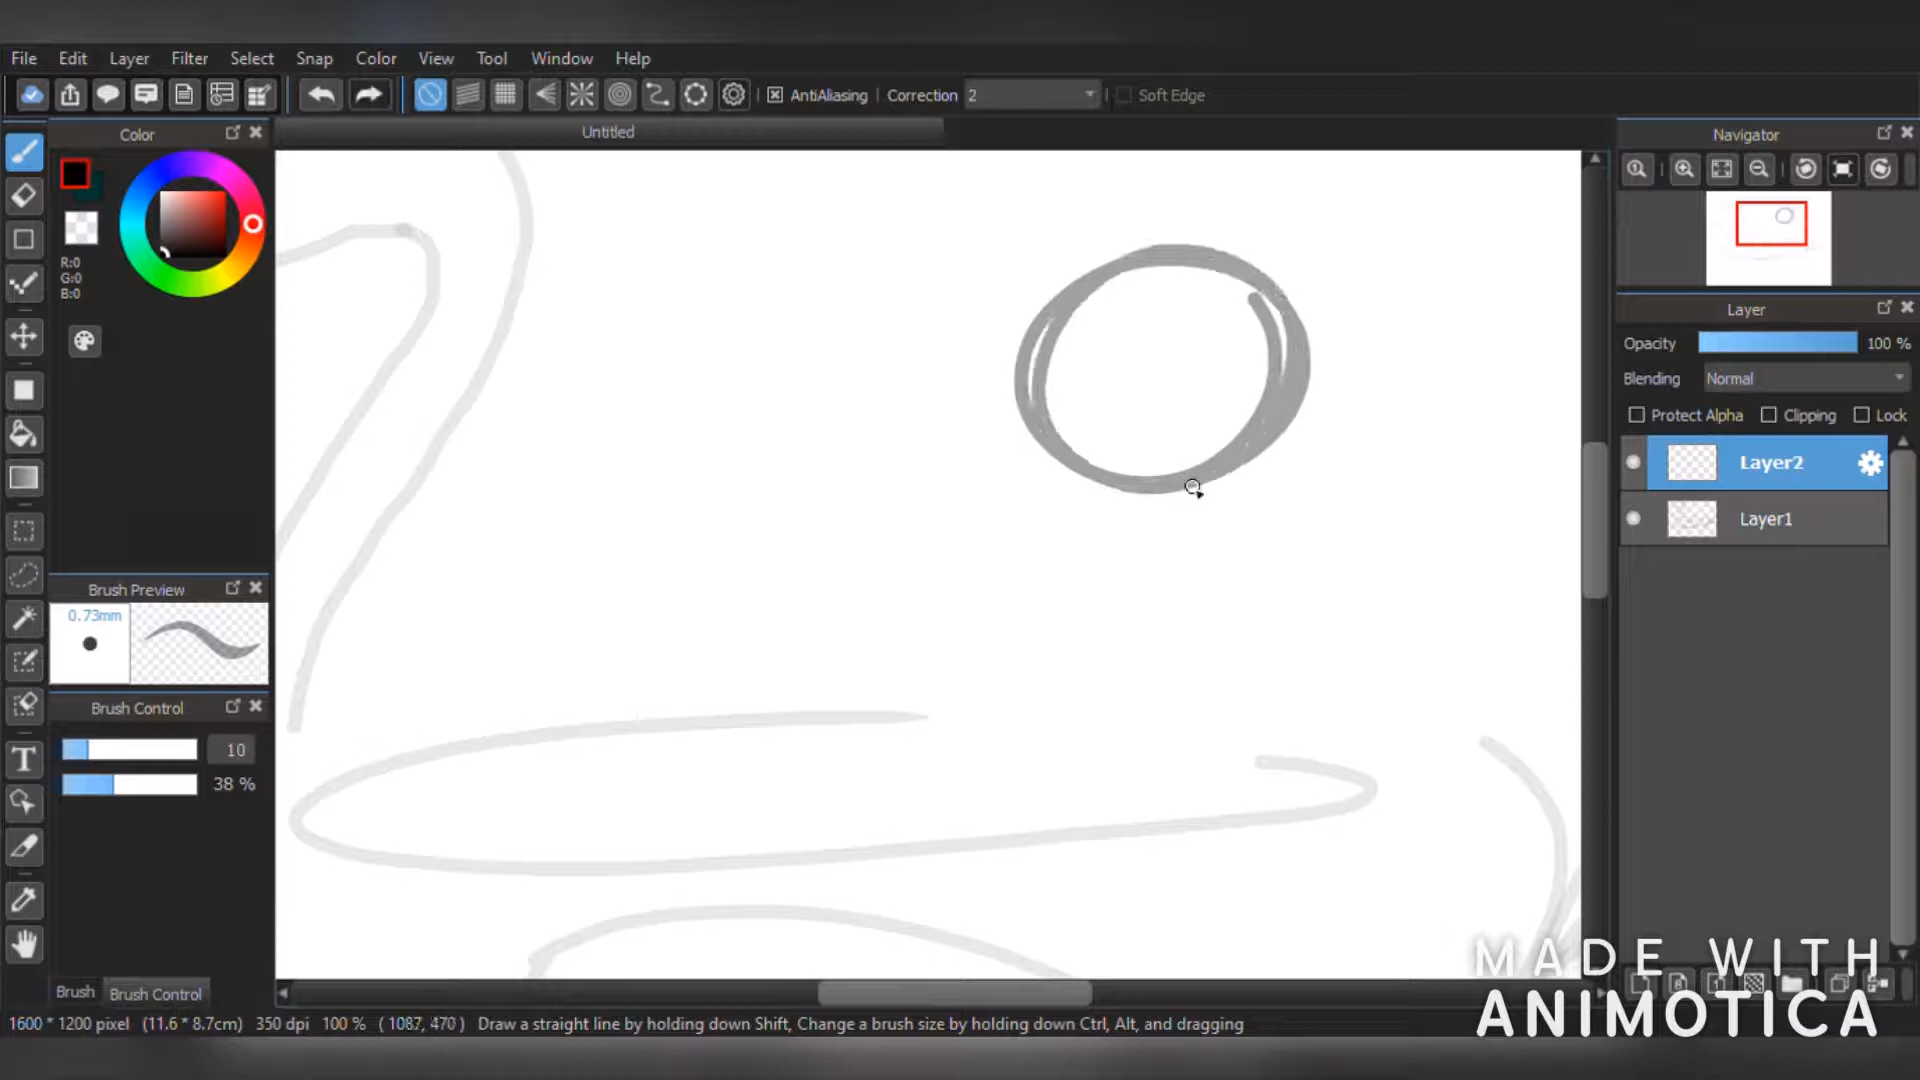 File Edit Layer Filter Select Snap Color View Tool Window Help
AntiAliasing Correction 2 Soft Edge
Color
Untitled
Navigator
R:0
G:0
B:0
Layer
Opacity 100 %
Blending Normal
Protect Alpha Clipping Lock
Layer2
Layer1
Brush Preview
0.73mm
Brush Control
10
38 %
Brush Brush Control
1600 * 1200 pixel (11.6 * 8.7cm) 350 dpi 100 % ( 1087, 470 ) Draw a straight line by holding down Shift, Change a brush size by holding down Ctrl, Alt, and dragging
MADE WITH
ANIMOTICA